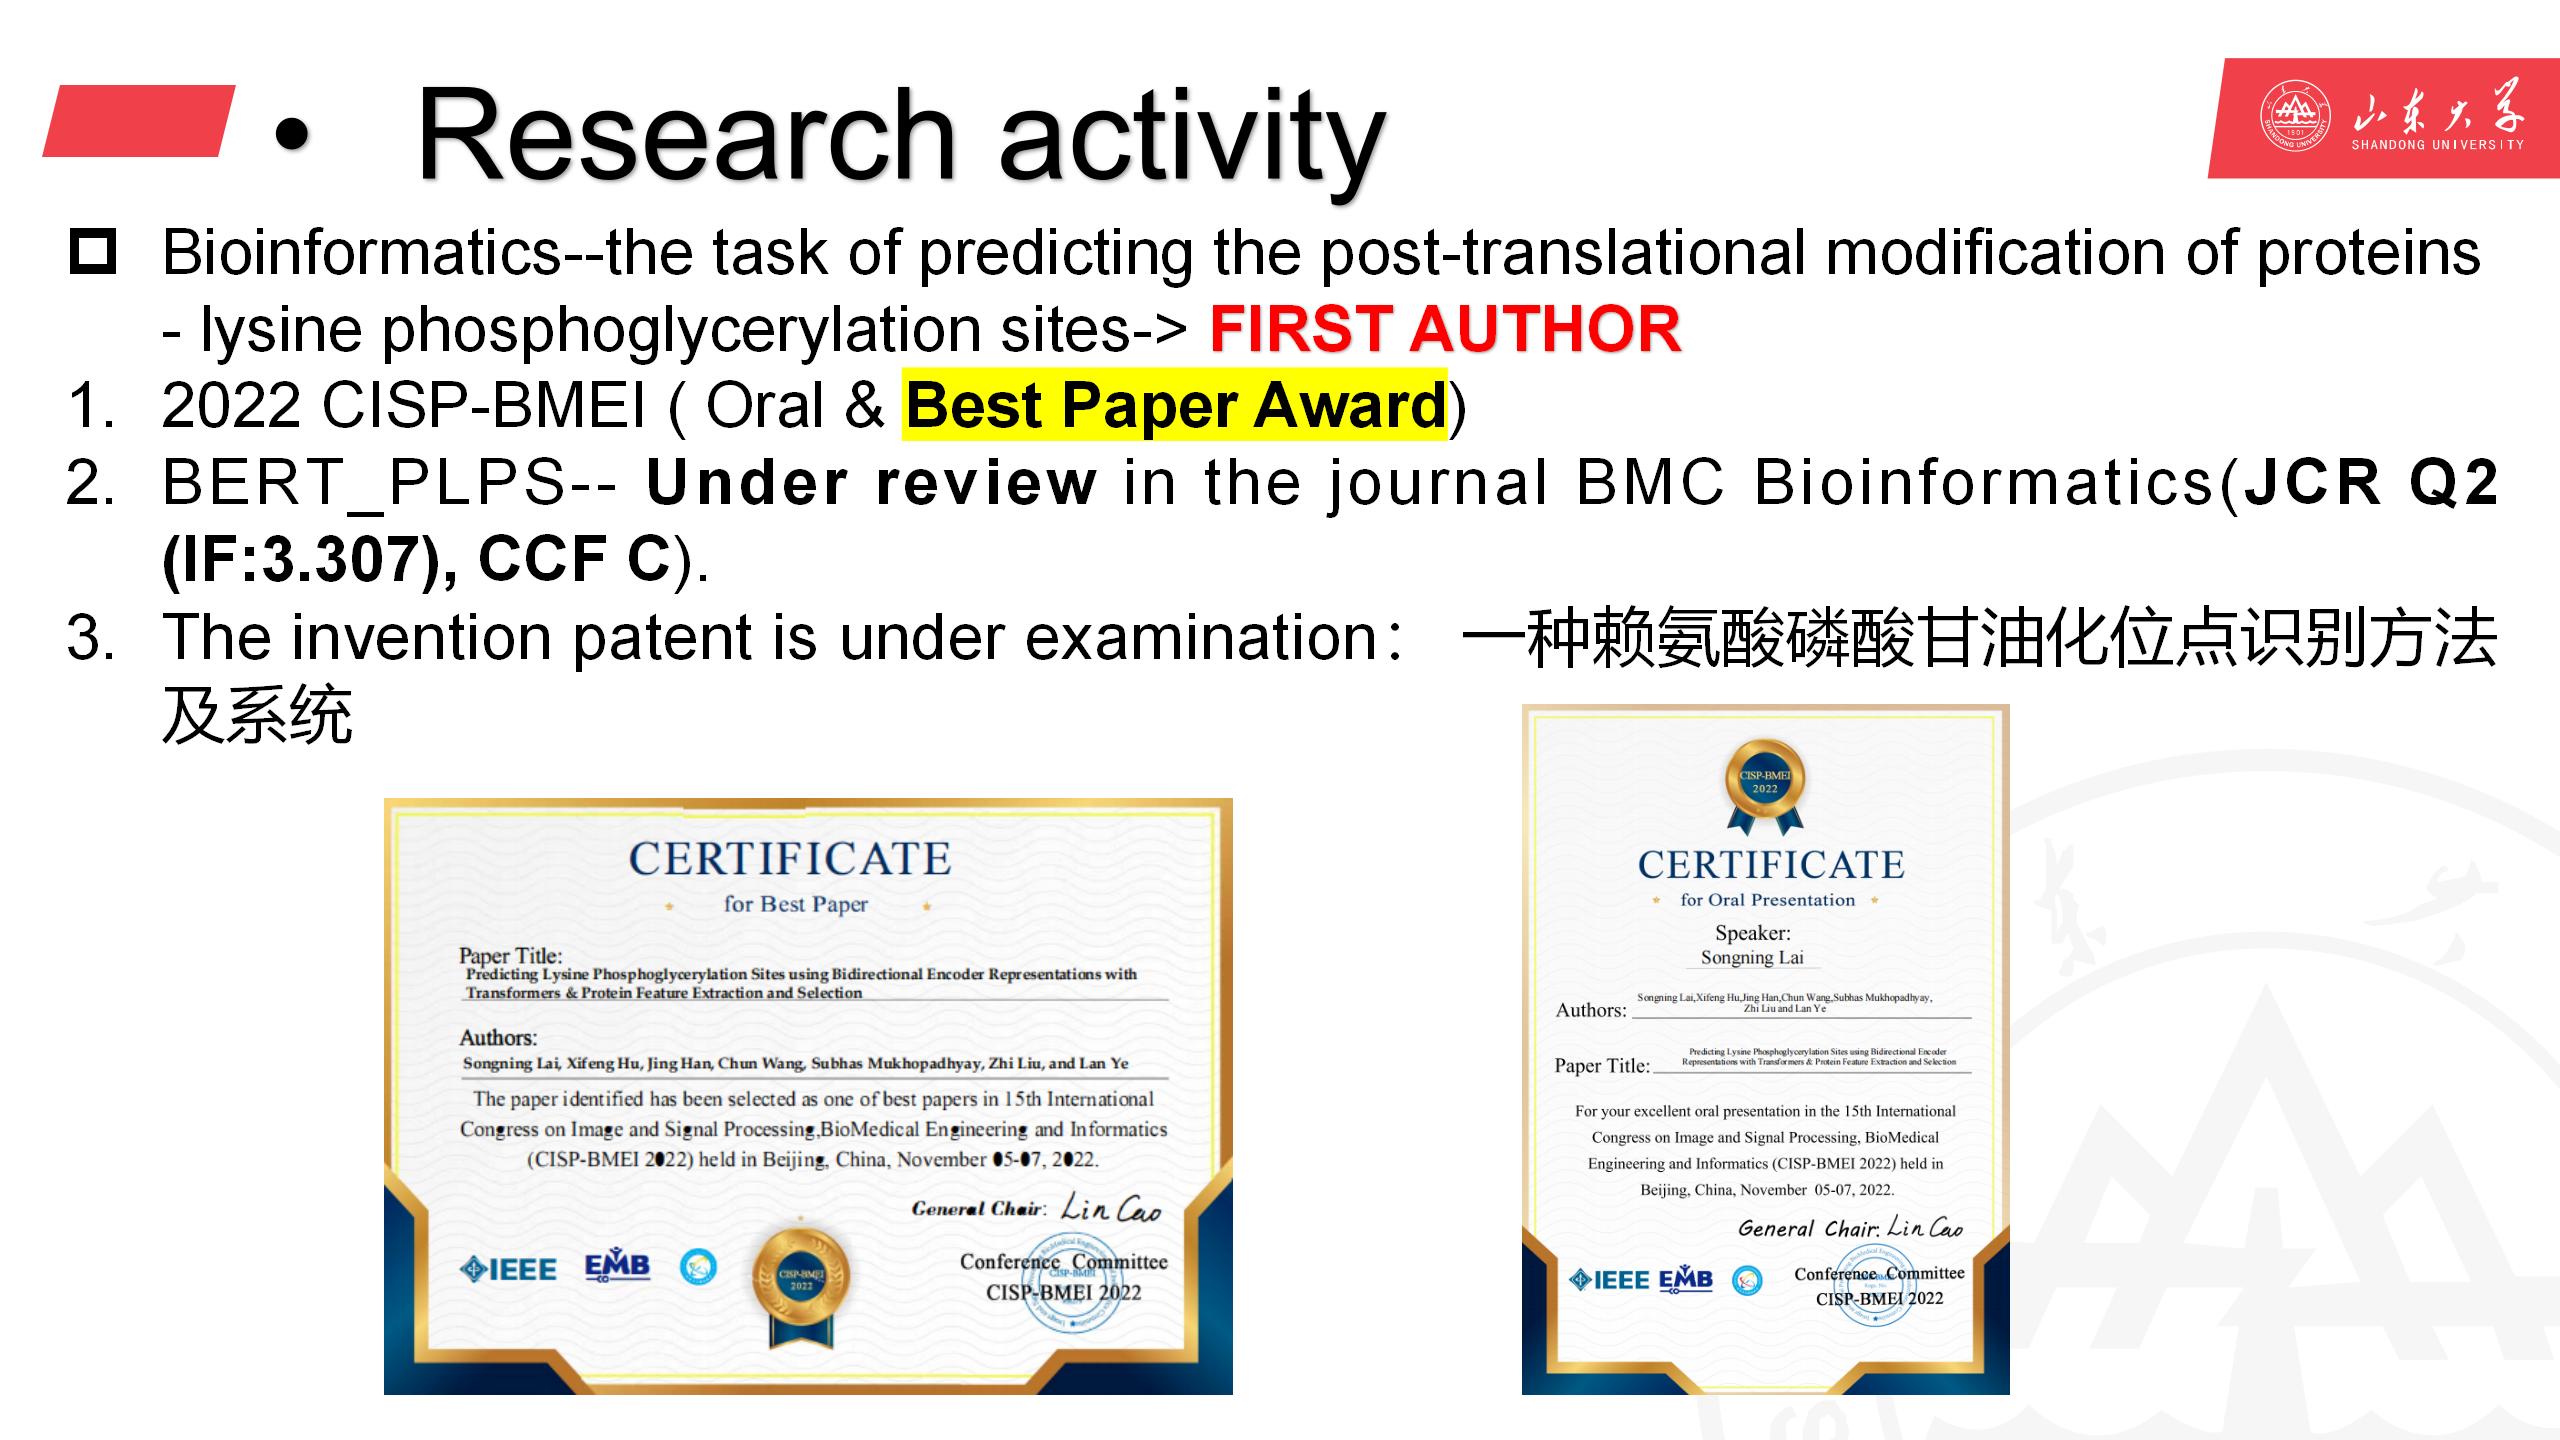 • Research activity
山东大学
SHANDONG UNIVERSITY
Bioinformatics--the task of predicting the post-translational modification of proteins
- lysine phosphoglycerylation sites-> FIRST AUTHOR
1. 2022 CISP-BMEI ( Oral & Best Paper Award)
2. BERT_PLPS-- Under review in the journal BMC Bioinformatics(JCR Q2
(IF:3.307), CCF C).
3. The invention patent is under examination： 一种赖氨酸磷酸甘油化位点识别方法
及系统
CERTIFICATE
for Best Paper
Paper Title:
Predicting Lysine Phosphoglycerylation Sites using Bidirectional Encoder Representations with
Transformers & Protein Feature Extraction and Selection
Authors:
Songning Lai, Xifeng Hu, Jing Han, Chun Wang, Subhas Mukhopadhyay, Zhi Liu, and Lan Ye
The paper identified has been selected as one of best papers in 15th International
Congress on Image and Signal Processing,BioMedical Engineering and Informatics
(CISP-BMEI 2022) held in Beijing, China, November 05-07, 2022.
General Chair: Lin Cao
IEEE
EMB
CISP-BMEI
2022
Conference Committee
CISP-BMEI 2022
CISP-BMEI
2022
CERTIFICATE
for Oral Presentation
Speaker:
Songning Lai
Authors: Songning Lai,Xifeng Hu,Jing Han,Chun Wang,Subhas Mukhopadhyay,
Zhi Liu and Lan Ye
Paper Title: Predicting Lysine Phosphoglycerylation Sites using Bidirectional Encoder
Representations with Transformers & Protein Feature Extraction and Selection
For your excellent oral presentation in the 15th International
Congress on Image and Signal Processing, BioMedical
Engineering and Informatics (CISP-BMEI 2022) held in
Beijing, China, November 05-07, 2022.
General Chair: Lin Cao
IEEE
EMB
Conference Committee
CISP-BMEI 2022